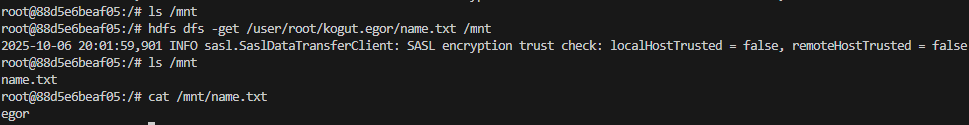 root@88d5e6beaf05:/# ls /mnt
root@88d5e6beaf05:/# hdfs dfs -get /user/root/kogut.egor/name.txt /mnt
2025-10-06 20:01:59,901 INFO sasl.SaslDataTransferClient: SASL encryption trust check: localHostTrusted = false, remoteHostTrusted = false
root@88d5e6beaf05:/# ls /mnt
name.txt
root@88d5e6beaf05:/# cat /mnt/name.txt
egor